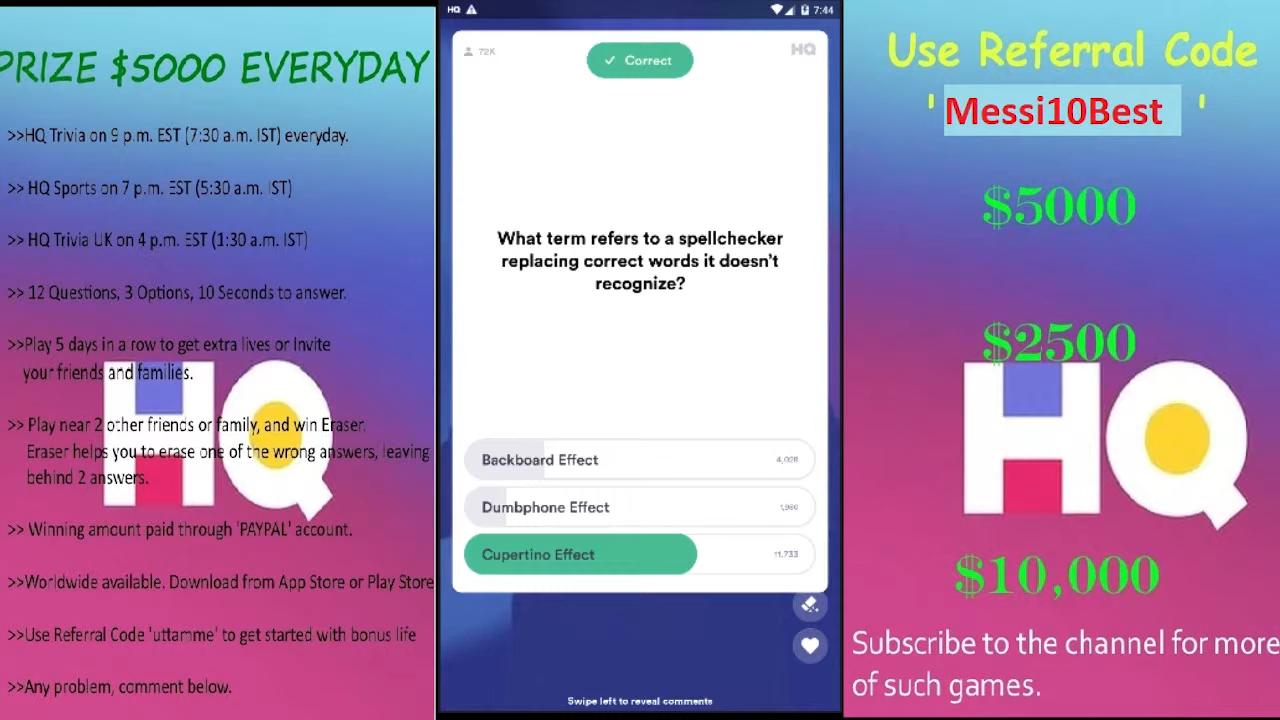 PRIZE $5000 EVERYDAY
>>HQ Trivia on 9 p.m. EST (7:30 a.m. IST) everyday.
>> HQ Sports on 7 p.m. EST (5:30 a.m. IST)
>> HQ Trivia UK on 4 p.m. EST (1:30 a.m. IST)
>> 12 Questions, 3 Options, 10 Seconds to answer.
>>Play 5 days in a row to get extra lives or Invite
your friends and families.
>> Play near 2 other friends or family, and win Eraser.
Eraser helps you to erase one of the wrong answers, leaving
behind 2 answers.
>> Winning amount paid through 'PAYPAL' account.
>>Worldwide available. Download from App Store or Play Store
>>Use Referral Code 'uttamme' to get started with bonus life
>>Any problem, comment below.
HQ
HQ
7:44
72K
Correct
HQ
What term refers to a spellchecker
replacing correct words it doesn't
recognize?
Backboard Effect
4,028
Dumbphone Effect
1,980
Cupertino Effect
11,733
Swipe left to reveal comments
Use Referral Code
' Messi10Best '
$5000
$2500
HQ
$10,000
Subscribe to the channel for more
of such games.